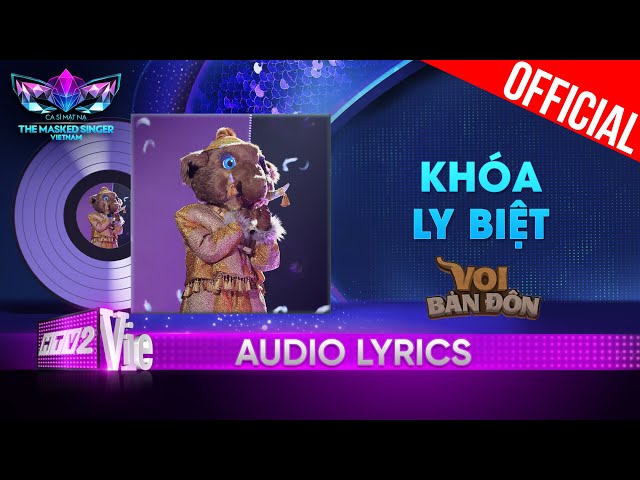 CA SĨ MẶT NẠ
THE MASKED SINGER
VIETNAM
OFFICIAL
KHÓA
LY BIỆT
VOI
BẢN ĐÔN
HTV2
Vie
AUDIO LYRICS